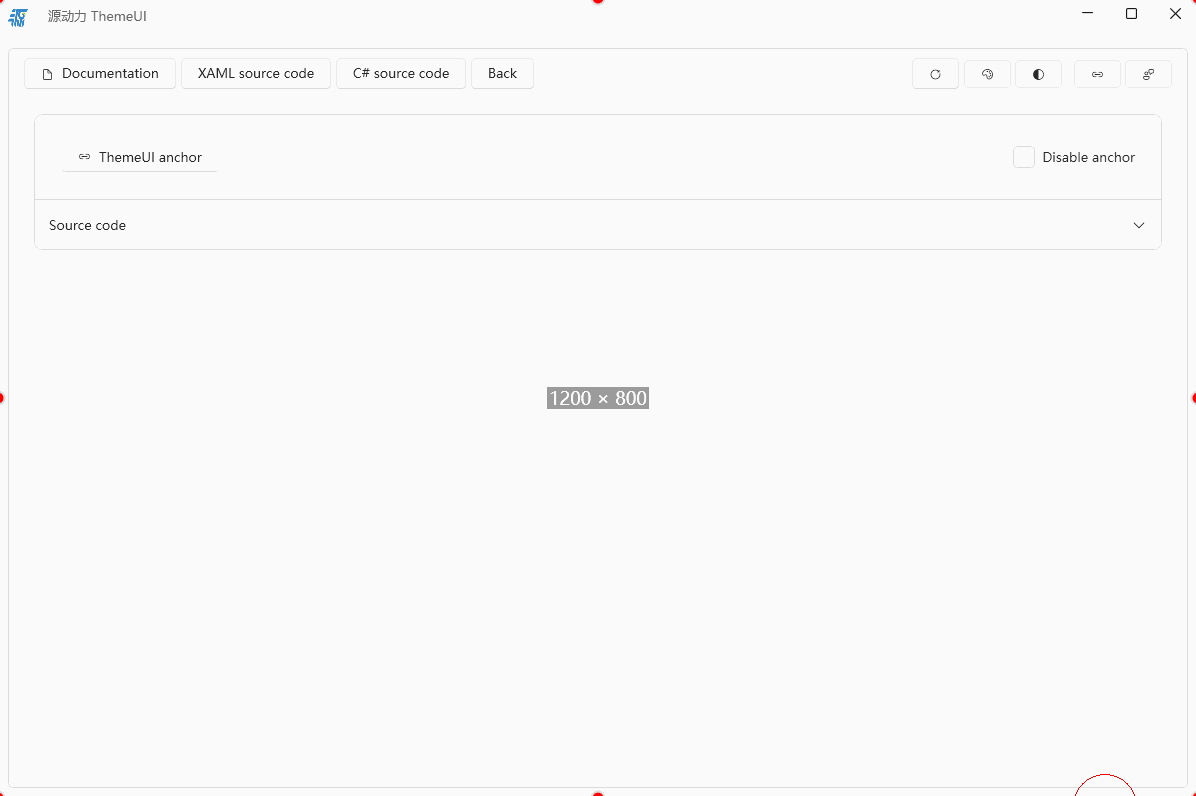 源动力 ThemeUI
Documentation XAML source code C# source code Back
ThemeUI anchor Disable anchor
Source code
1200 × 800